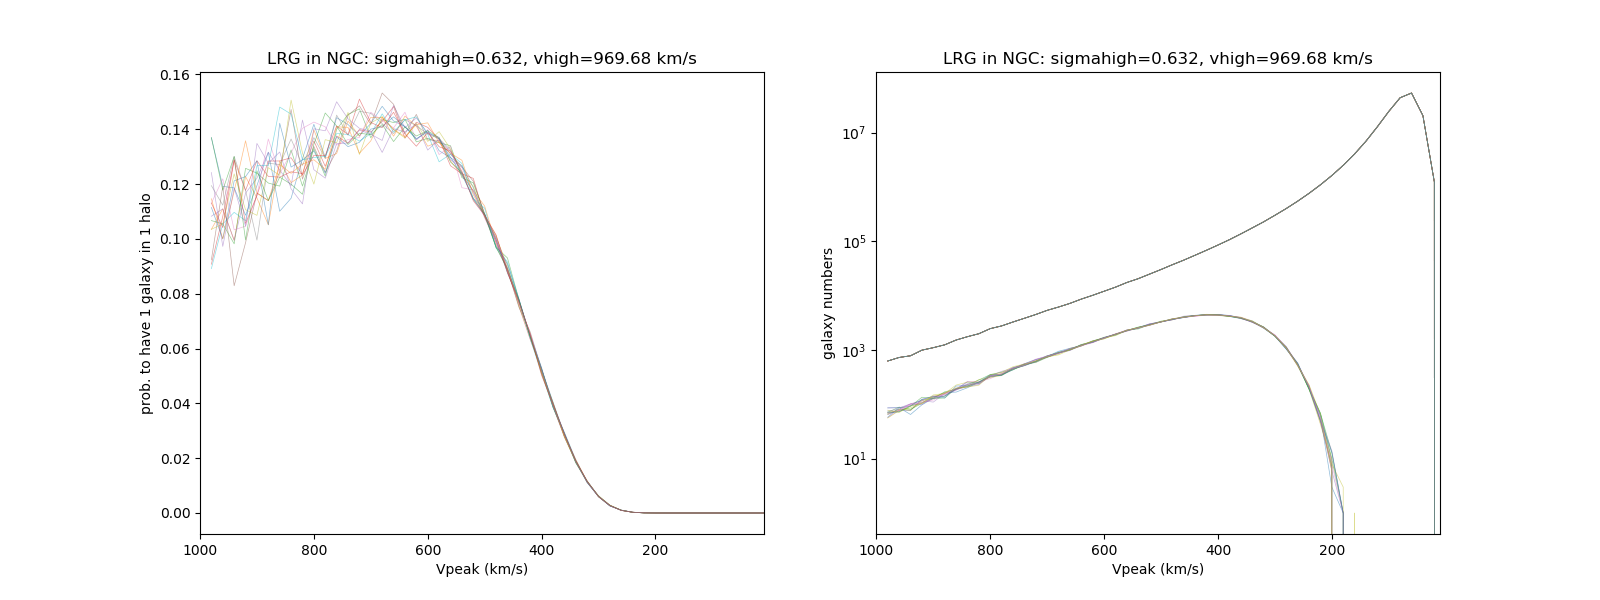 LRG in NGC: sigmahigh=0.632, vhigh=969.68 km/s
prob. to have 1 galaxy in 1 halo
0.16
0.14
0.12
0.10
0.08
0.06
0.04
0.02
0.00
1000 800 600 400 200
Vpeak (km/s)
LRG in NGC: sigmahigh=0.632, vhigh=969.68 km/s
galaxy numbers
10⁷
10⁵
10³
10¹
1000 800 600 400 200
Vpeak (km/s)